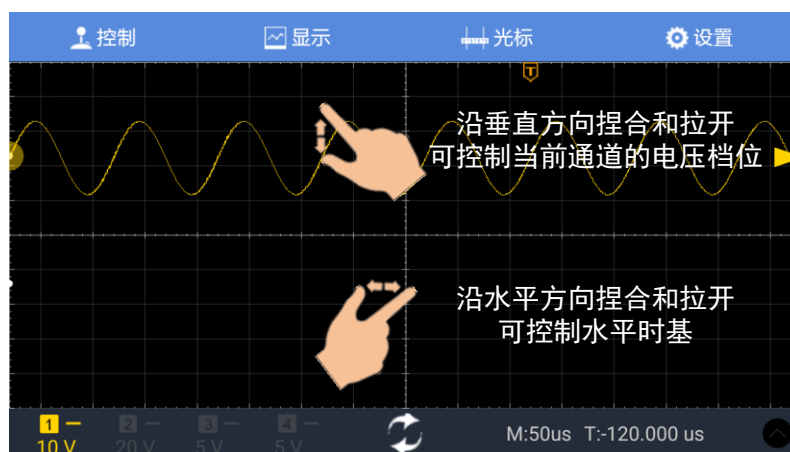 控制
显示
光标
设置
T
沿垂直方向捏合和拉开
可控制当前通道的电压档位
沿水平方向捏合和拉开
可控制水平时基
1 2 3 4
10 V 20 V 5 V 5 V
M:50us T:-120.000 us